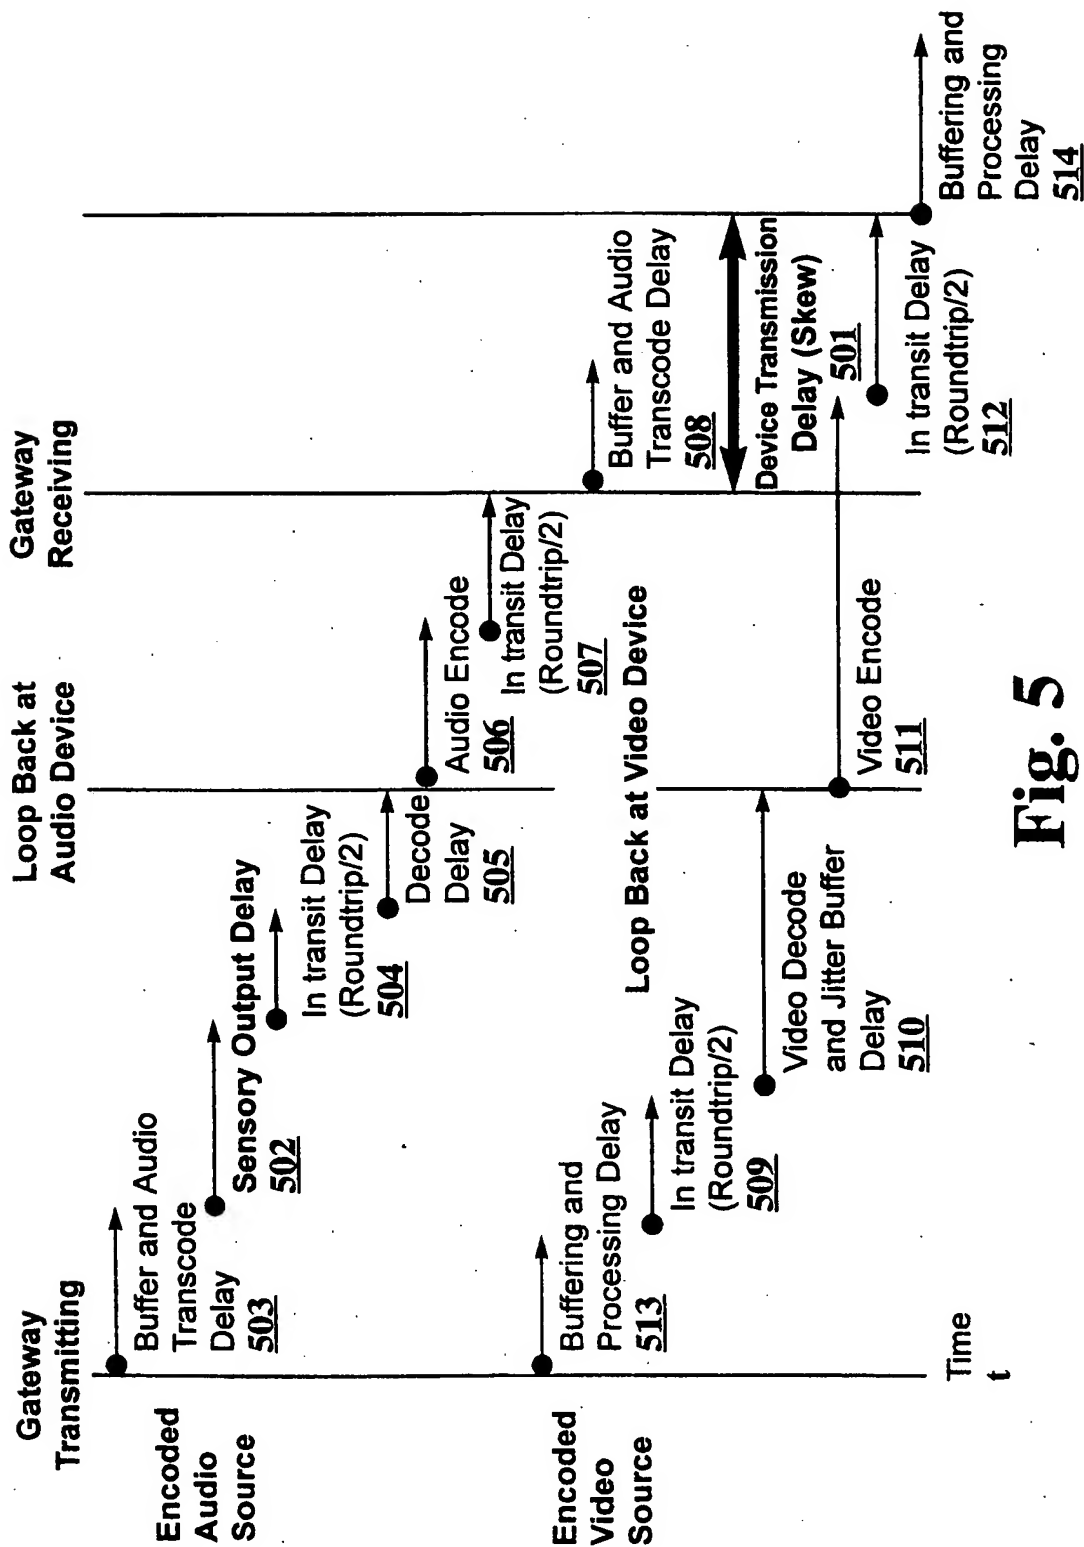 Gateway
Transmitting
Loop Back at
Audio Device
Gateway
Receiving
Encoded
Audio
Source
Buffer and Audio
Transcode
Delay
503
Sensory Output Delay
502
In transit Delay
(Roundtrip/2)
504
Decode
Delay
505
Audio Encode
506
In transit Delay
(Roundtrip/2)
507
Buffer and Audio
Transcode Delay
508
Device Transmission
Delay (Skew)
501
Encoded
Video
Source
Buffering and
Processing Delay
513
In transit Delay
(Roundtrip/2)
509
Loop Back at Video Device
Video Decode
and Jitter Buffer
Delay
510
Video Encode
511
In transit Delay
(Roundtrip/2)
512
Buffering and
Processing
Delay
514
Time
t
Fig. 5